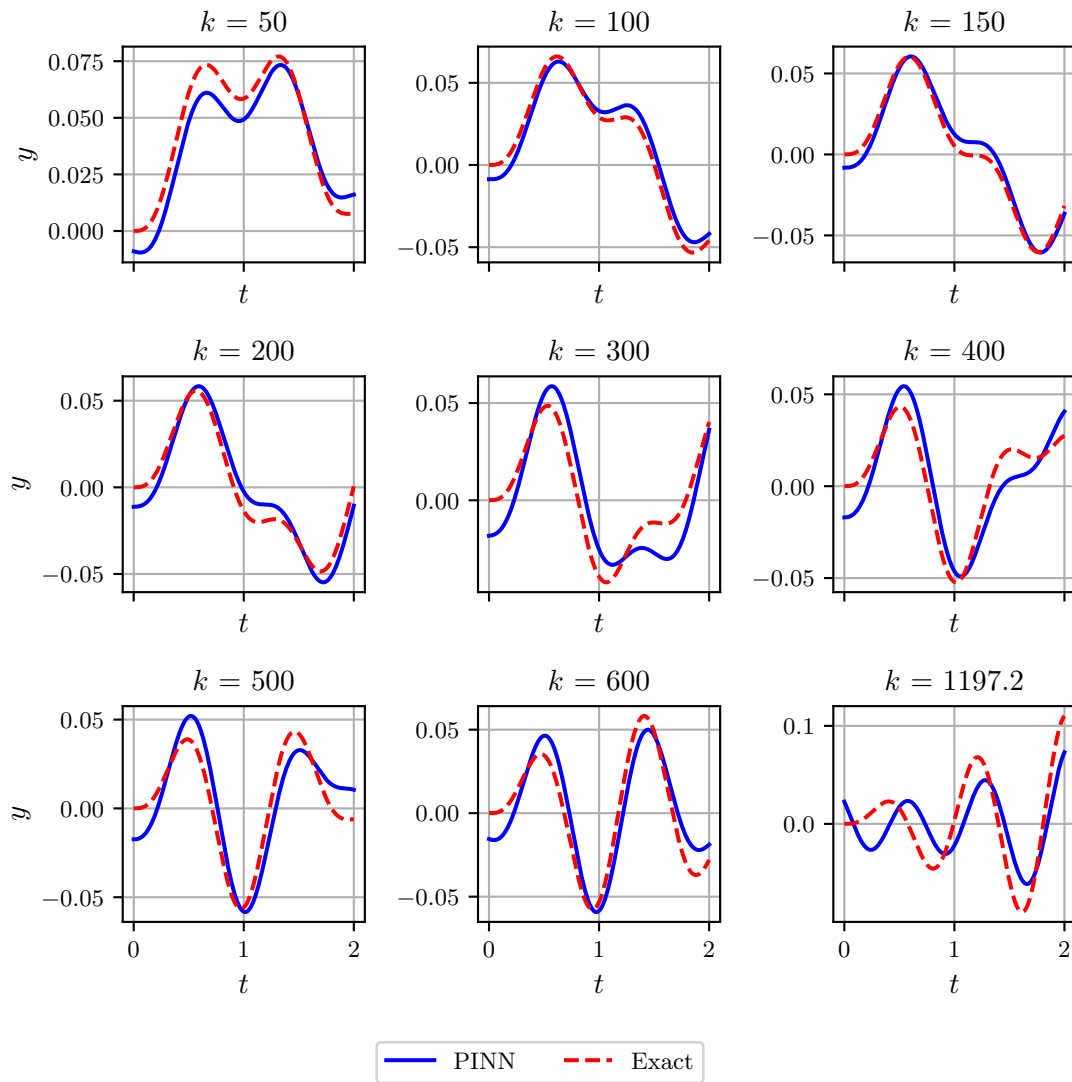 k = 50
k = 100
k = 150
y
0.075
0.050
0.025
0.000
0.05
0.00
−0.05
0.05
0.00
−0.05
t
t
t
k = 200
k = 300
k = 400
y
0.05
0.00
−0.05
0.05
0.00
0.05
0.00
−0.05
t
t
t
k = 500
k = 600
k = 1197.2
y
0.05
0.00
−0.05
0.05
0.00
−0.05
0.1
0.0
0 1 2
0 1 2
0 1 2
t
t
t
PINN Exact